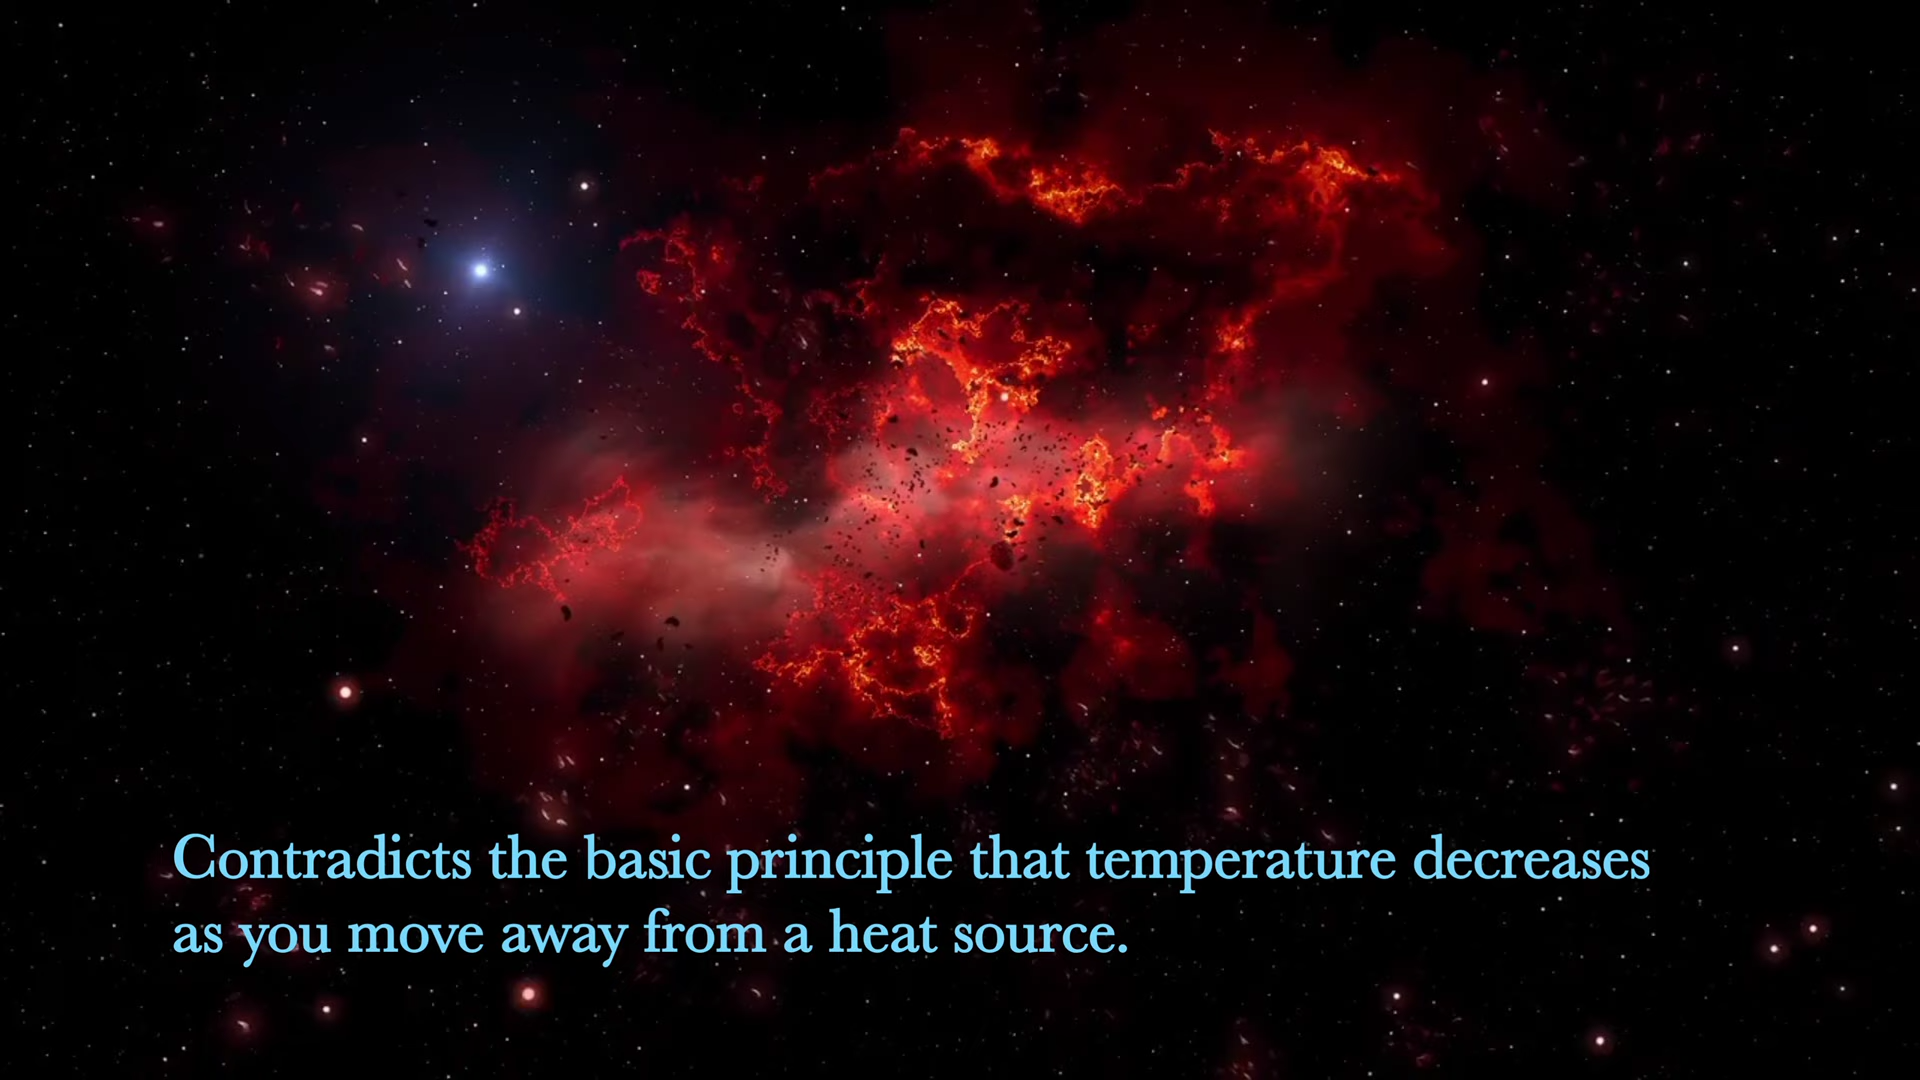 Contradicts the basic principle that temperature decreases
as you move away from a heat source.